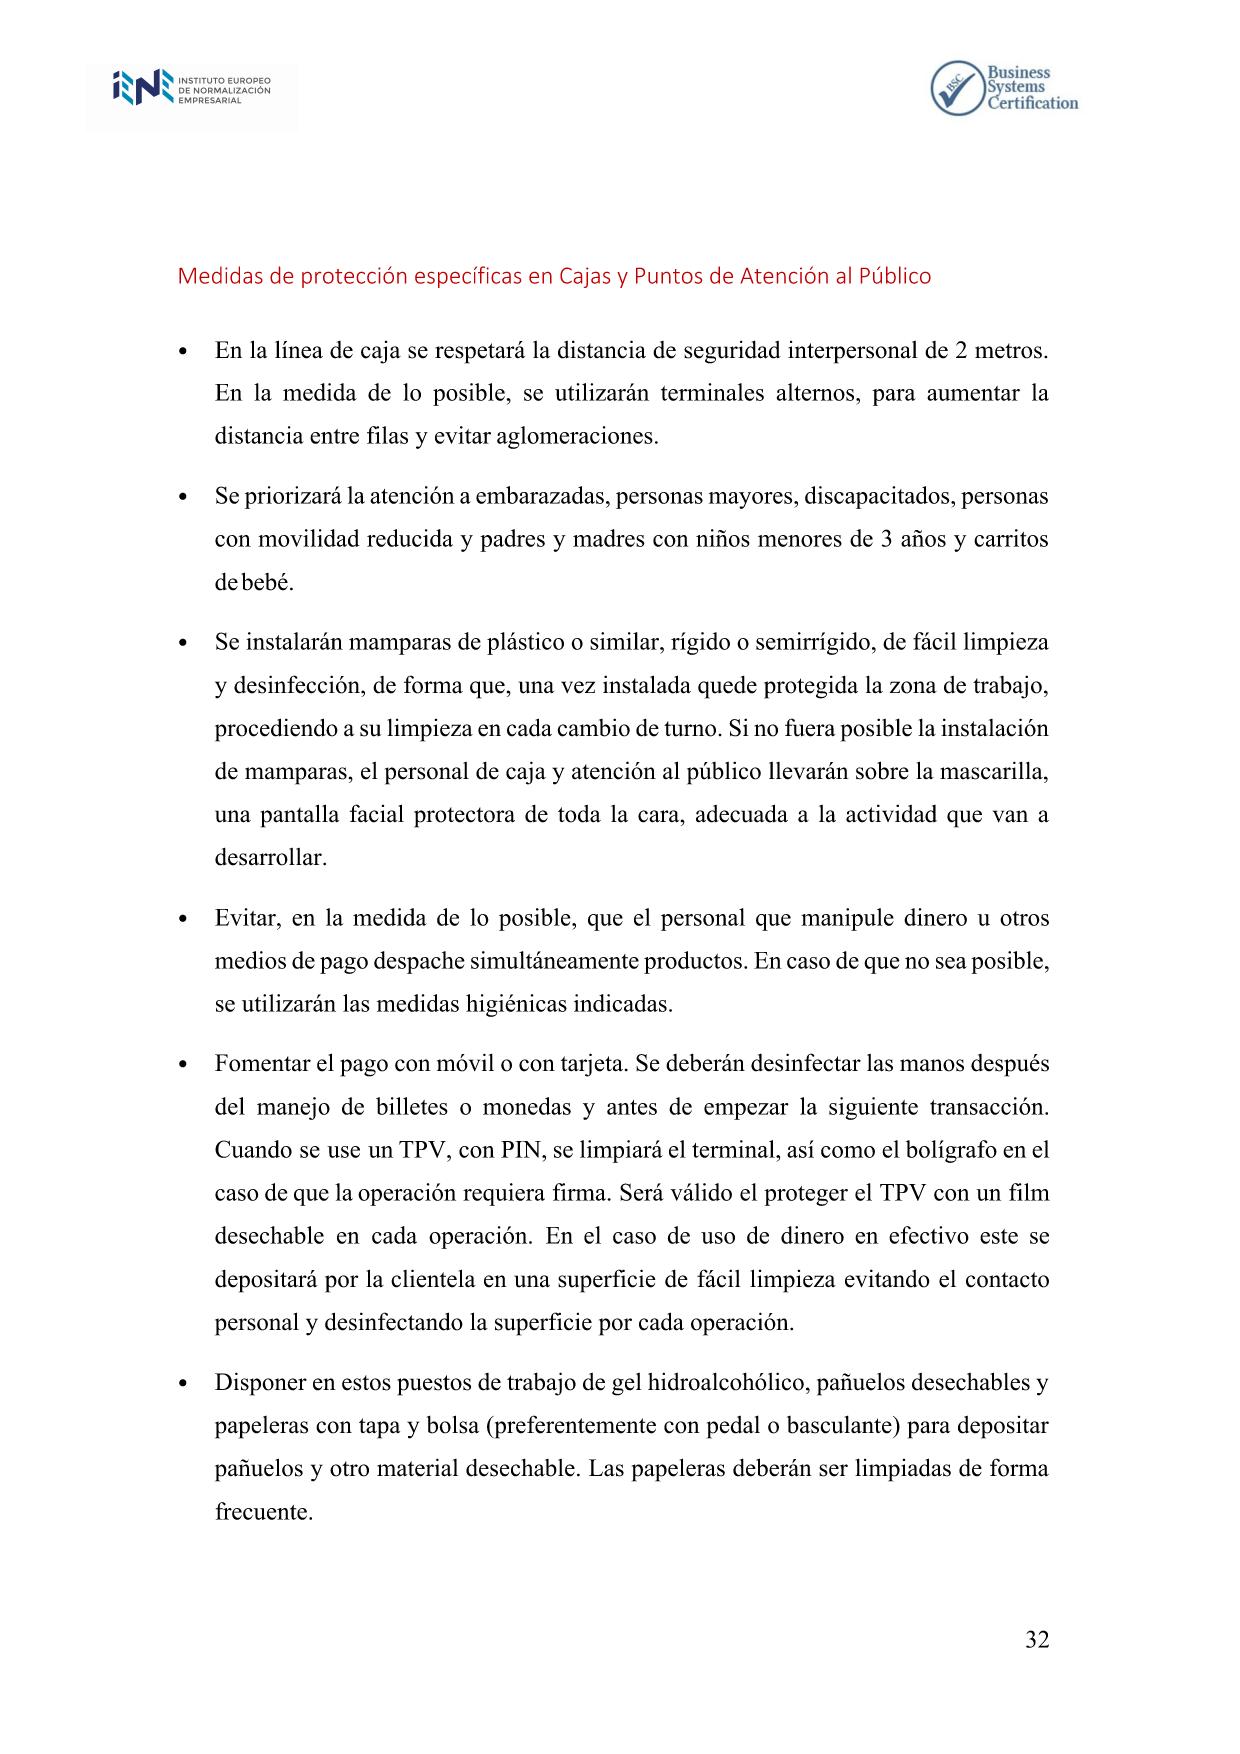 iENE INSTITUTO EUROPEO
DE NORMALIZACIÓN
EMPRESARIAL
BSC Business
Systems
Certification
Medidas de protección específicas en Cajas y Puntos de Atención al Público
• En la línea de caja se respetará la distancia de seguridad interpersonal de 2 metros.
En la medida de lo posible, se utilizarán terminales alternos, para aumentar la
distancia entre filas y evitar aglomeraciones.
• Se priorizará la atención a embarazadas, personas mayores, discapacitados, personas
con movilidad reducida y padres y madres con niños menores de 3 años y carritos
de bebé.
• Se instalarán mamparas de plástico o similar, rígido o semirrígido, de fácil limpieza
y desinfección, de forma que, una vez instalada quede protegida la zona de trabajo,
procediendo a su limpieza en cada cambio de turno. Si no fuera posible la instalación
de mamparas, el personal de caja y atención al público llevarán sobre la mascarilla,
una pantalla facial protectora de toda la cara, adecuada a la actividad que van a
desarrollar.
• Evitar, en la medida de lo posible, que el personal que manipule dinero u otros
medios de pago despache simultáneamente productos. En caso de que no sea posible,
se utilizarán las medidas higiénicas indicadas.
• Fomentar el pago con móvil o con tarjeta. Se deberán desinfectar las manos después
del manejo de billetes o monedas y antes de empezar la siguiente transacción.
Cuando se use un TPV, con PIN, se limpiará el terminal, así como el bolígrafo en el
caso de que la operación requiera firma. Será válido el proteger el TPV con un film
desechable en cada operación. En el caso de uso de dinero en efectivo este se
depositará por la clientela en una superficie de fácil limpieza evitando el contacto
personal y desinfectando la superficie por cada operación.
• Disponer en estos puestos de trabajo de gel hidroalcohólico, pañuelos desechables y
papeleras con tapa y bolsa (preferentemente con pedal o basculante) para depositar
pañuelos y otro material desechable. Las papeleras deberán ser limpiadas de forma
frecuente.
32